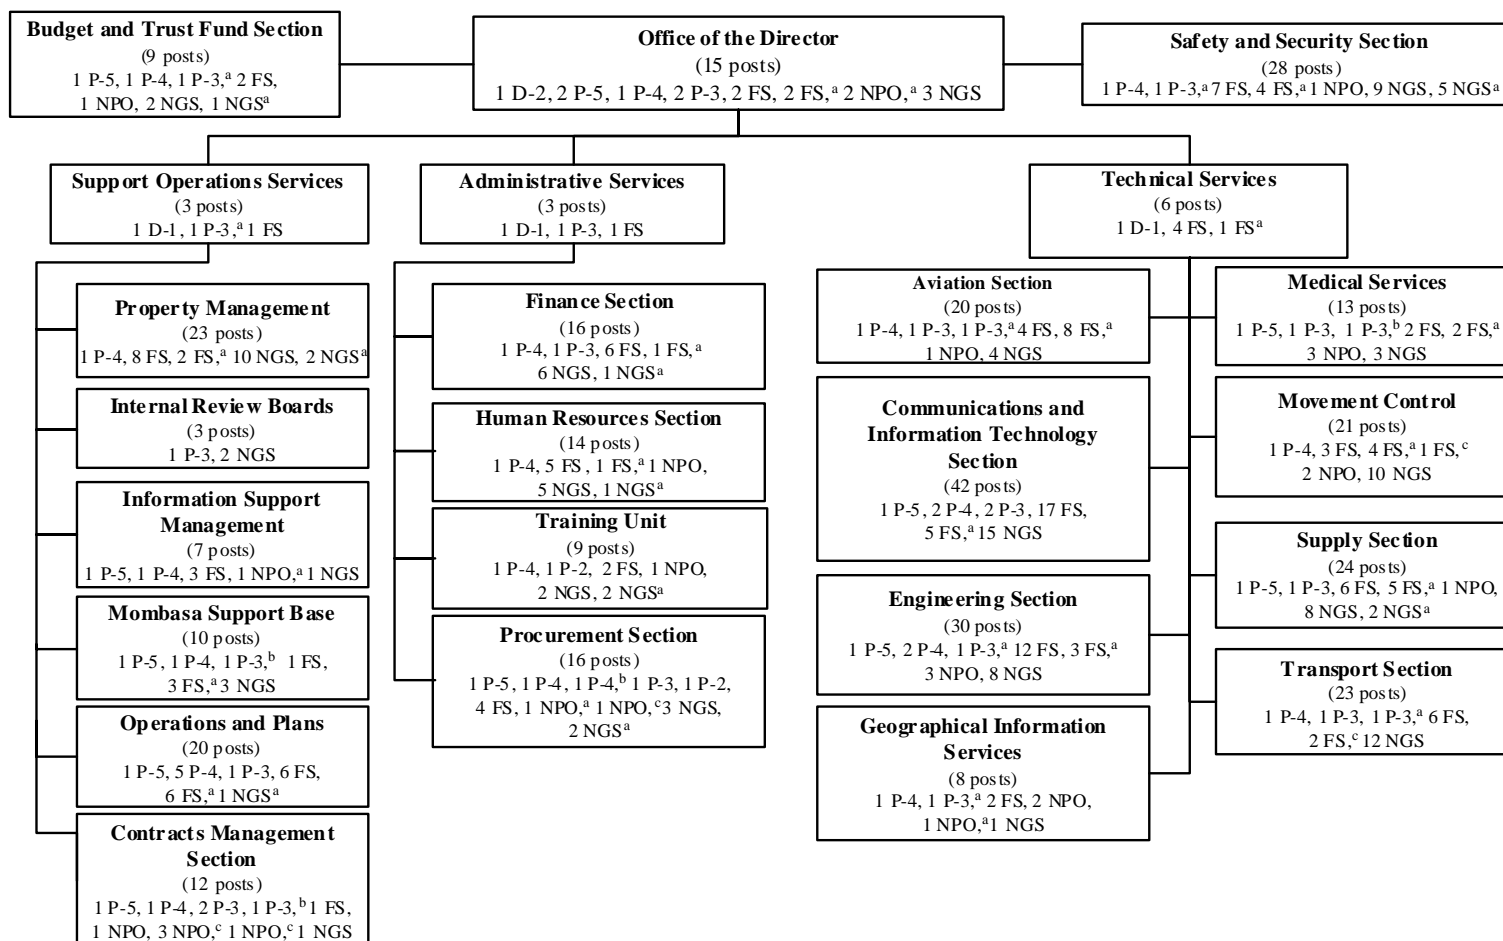 Budget and Trust Fund Section
(9 posts)
1 P-5, 1 P-4, 1 P-3,ᵃ 2 FS,
1 NPO, 2 NGS, 1 NGSᵃ
Office of the Director
(15 posts)
1 D-2, 2 P-5, 1 P-4, 2 P-3, 2 FS, 2 FS,ᵃ 2 NPO,ᵃ 3 NGS
Safety and Security Section
(28 posts)
1 P-4, 1 P-3,ᵃ 7 FS, 4 FS,ᵃ 1 NPO, 9 NGS, 5 NGSᵃ
Support Operations Services
(3 posts)
1 D-1, 1 P-3,ᵃ 1 FS
Administrative Services
(3 posts)
1 D-1, 1 P-3, 1 FS
Technical Services
(6 posts)
1 D-1, 4 FS, 1 FSᵃ
Property Management
(23 posts)
1 P-4, 8 FS, 2 FS,ᵃ 10 NGS, 2 NGSᵃ
Internal Review Boards
(3 posts)
1 P-3, 2 NGS
Information Support
Management
(7 posts)
1 P-5, 1 P-4, 3 FS, 1 NPO,ᵃ 1 NGS
Mombasa Support Base
(10 posts)
1 P-5, 1 P-4, 1 P-3,ᵇ 1 FS,
3 FS,ᵃ 3 NGS
Operations and Plans
(20 posts)
1 P-5, 5 P-4, 1 P-3, 6 FS,
6 FS,ᵃ 1 NGSᵃ
Contracts Management
Section
(12 posts)
1 P-5, 1 P-4, 2 P-3, 1 P-3,ᵇ 1 FS,
1 NPO, 3 NPO,ᶜ 1 NPO,ᶜ 1 NGS
Finance Section
(16 posts)
1 P-4, 1 P-3, 6 FS, 1 FS,ᵃ
6 NGS, 1 NGSᵃ
Human Resources Section
(14 posts)
1 P-4, 5 FS, 1 FS,ᵃ 1 NPO,
5 NGS, 1 NGSᵃ
Training Unit
(9 posts)
1 P-4, 1 P-2, 2 FS, 1 NPO,
2 NGS, 2 NGSᵃ
Procurement Section
(16 posts)
1 P-5, 1 P-4, 1 P-4,ᵇ 1 P-3, 1 P-2,
4 FS, 1 NPO,ᵃ 1 NPO,ᶜ 3 NGS,
2 NGSᵃ
Aviation Section
(20 posts)
1 P-4, 1 P-3, 1 P-3,ᵃ 4 FS, 8 FS,ᵃ
1 NPO, 4 NGS
Communications and
Information Technology
Section
(42 posts)
1 P-5, 2 P-4, 2 P-3, 17 FS,
5 FS,ᵃ 15 NGS
Engineering Section
(30 posts)
1 P-5, 2 P-4, 1 P-3,ᵃ 12 FS, 3 FS,ᵃ
3 NPO, 8 NGS
Geographical Information
Services
(8 posts)
1 P-4, 1 P-3,ᵃ 2 FS, 2 NPO,
1 NPO,ᵃ 1 NGS
Medical Services
(13 posts)
1 P-5, 1 P-3, 1 P-3,ᵇ 2 FS, 2 FS,ᵃ
3 NPO, 3 NGS
Movement Control
(21 posts)
1 P-4, 3 FS, 4 FS,ᵃ 1 FS,ᶜ
2 NPO, 10 NGS
Supply Section
(24 posts)
1 P-5, 1 P-3, 6 FS, 5 FS,ᵃ 1 NPO,
8 NGS, 2 NGSᵃ
Transport Section
(23 posts)
1 P-4, 1 P-3, 1 P-3,ᵃ 6 FS,
2 FS,ᶜ 12 NGS